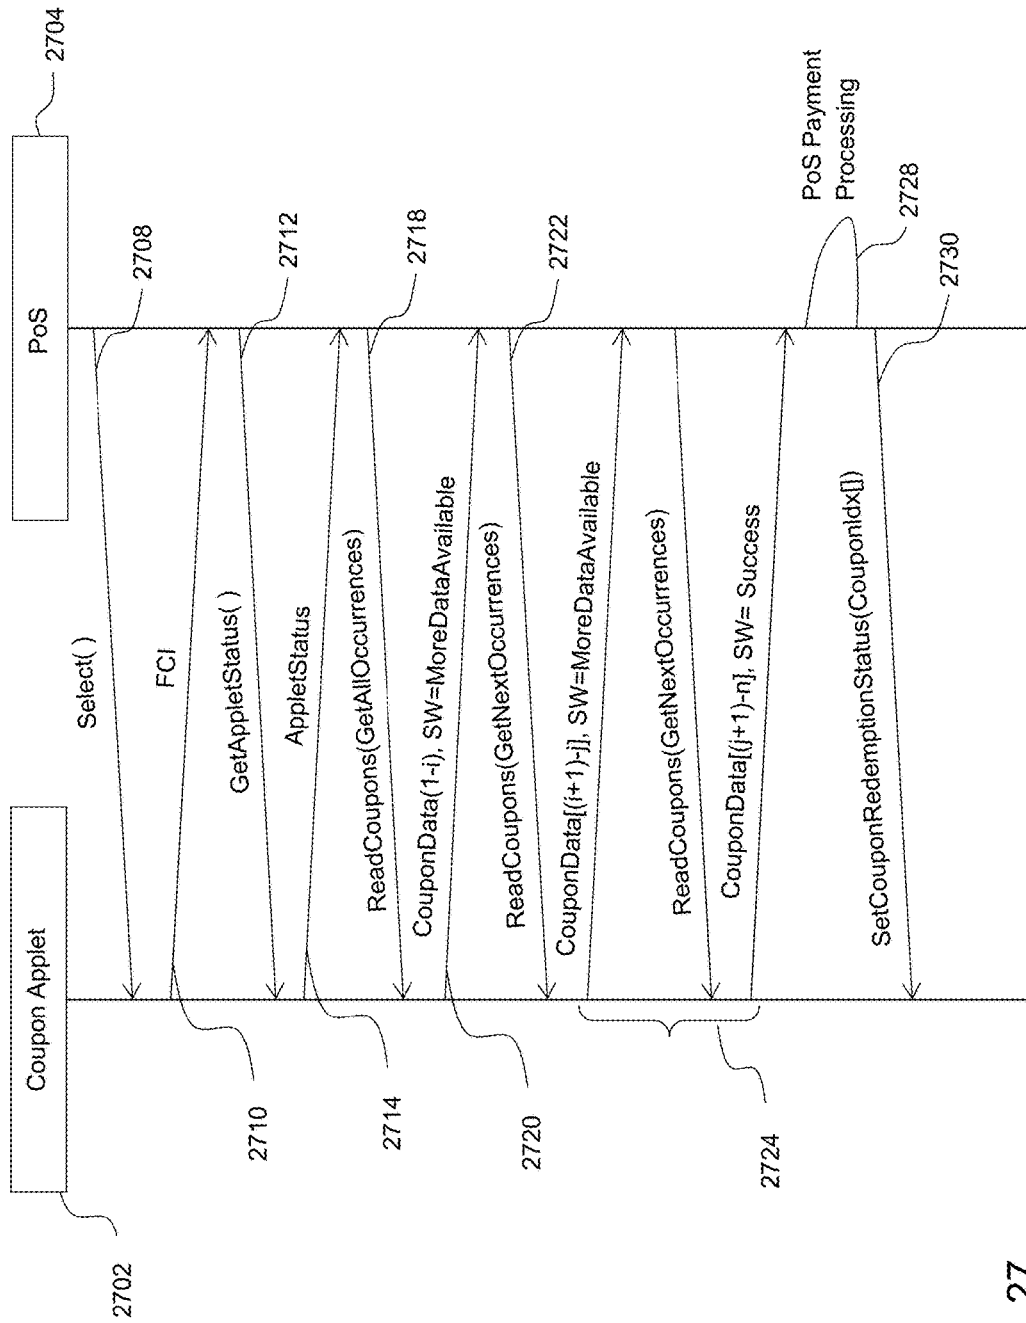 Coupon Applet
2702
PoS
2704
Select( )
2708
FCI
2710
GetAppletStatus( )
2712
AppletStatus
2714
ReadCoupons(GetAllOccurrences)
2718
CouponData(1-i), SW=MoreDataAvailable
2720
ReadCoupons(GetNextOccurrences)
2722
CouponData[(i+1)-j], SW=MoreDataAvailable
ReadCoupons(GetNextOccurrences)
CouponData[(j+1)-n], SW= Success
2724
PoS Payment
Processing
2728
SetCouponRedemptionStatus(CouponIdx[])
2730
27